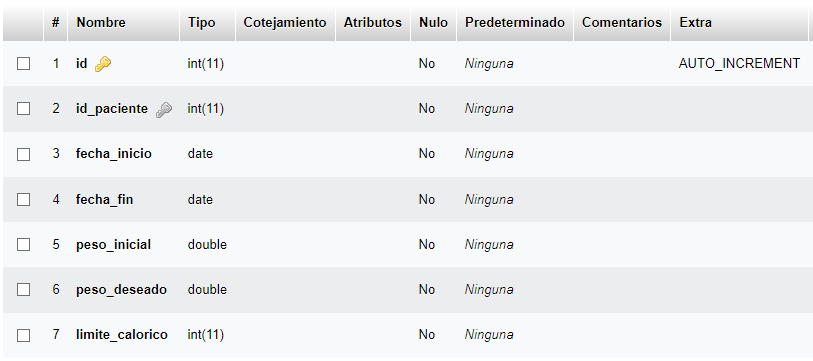 # Nombre Tipo Cotejamiento Atributos Nulo Predeterminado Comentarios Extra
1 id int(11) No Ninguna AUTO_INCREMENT
2 id_paciente int(11) No Ninguna
3 fecha_inicio date No Ninguna
4 fecha_fin date No Ninguna
5 peso_inicial double No Ninguna
6 peso_deseado double No Ninguna
7 limite_calorico int(11) No Ninguna